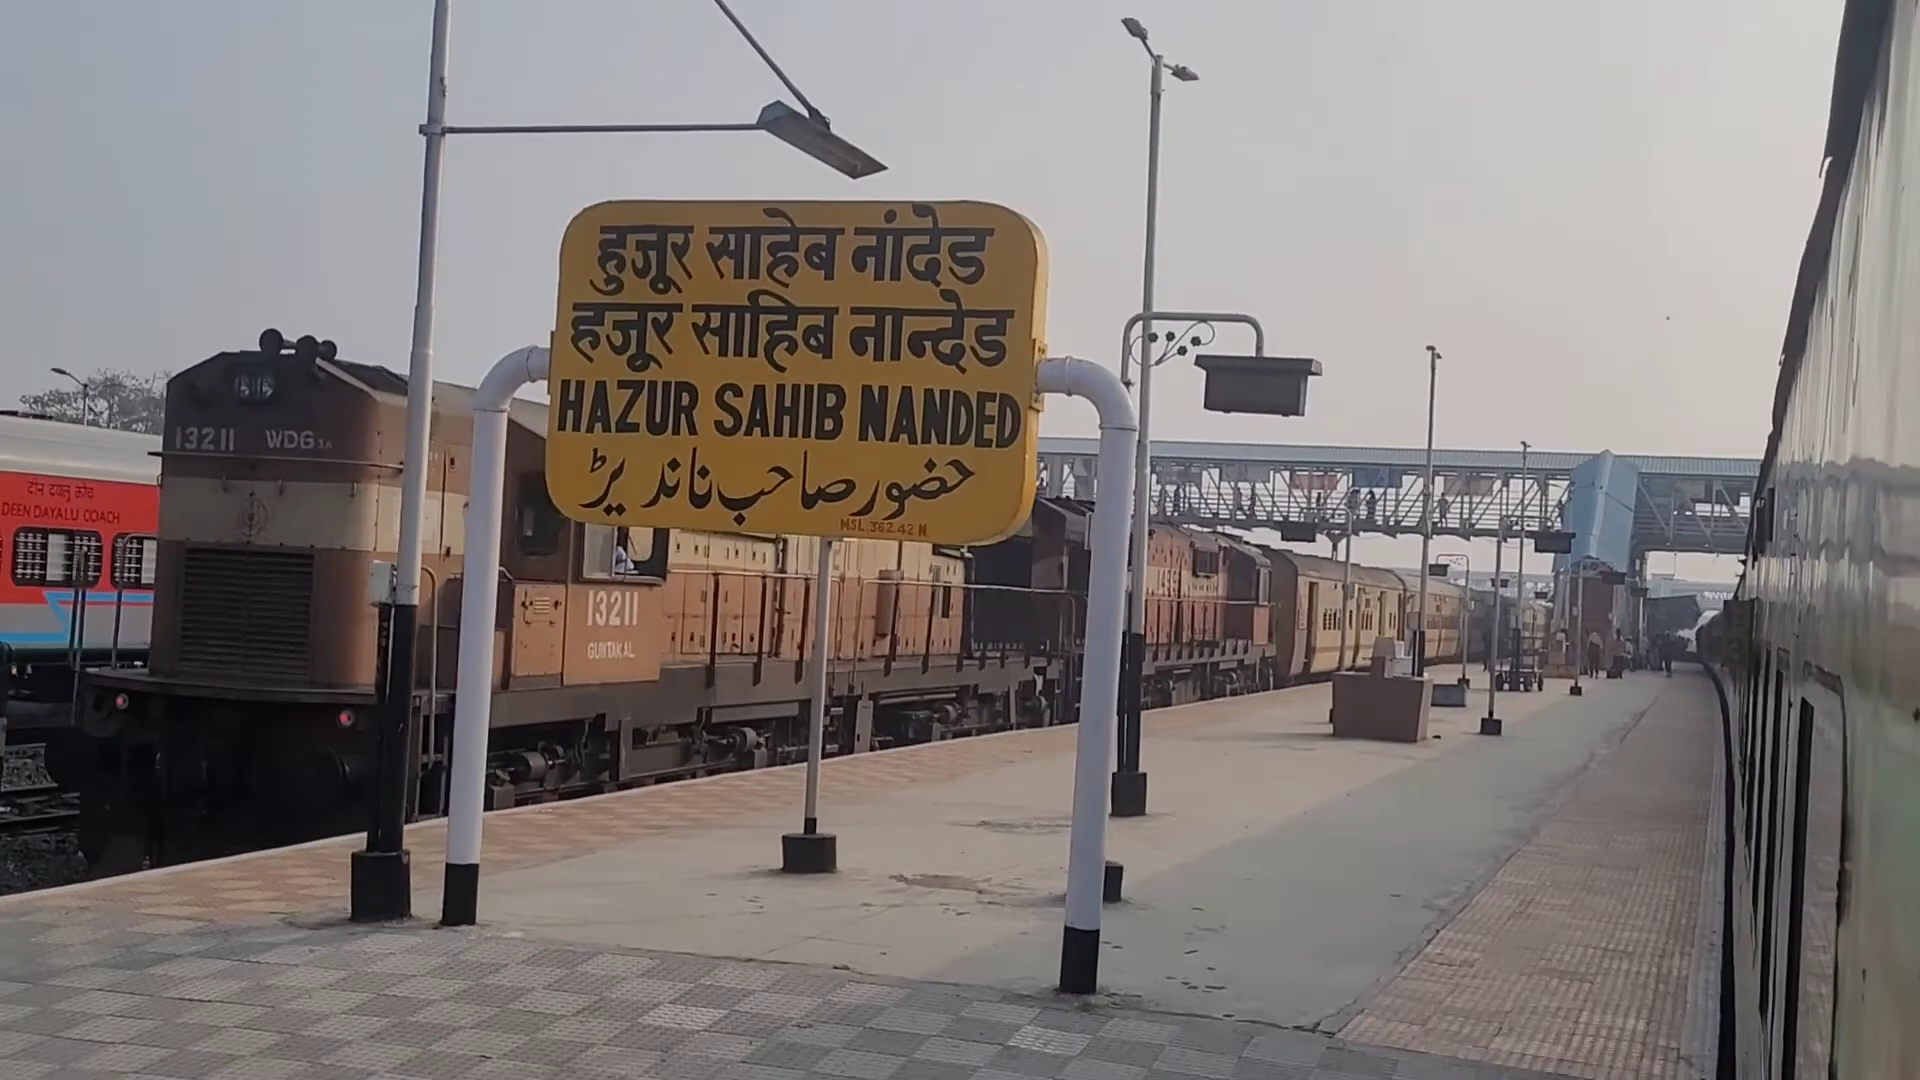 हुजूर साहेब नांदेड
हजूर साहिब नान्देड
HAZUR SAHIB NANDED
حضور صاحب ناندیڑ
MSL. 362.42 M
13211 WDG3A
दीन दयालु कोच
DEEN DAYALU COACH
13211
GUNTAKAL